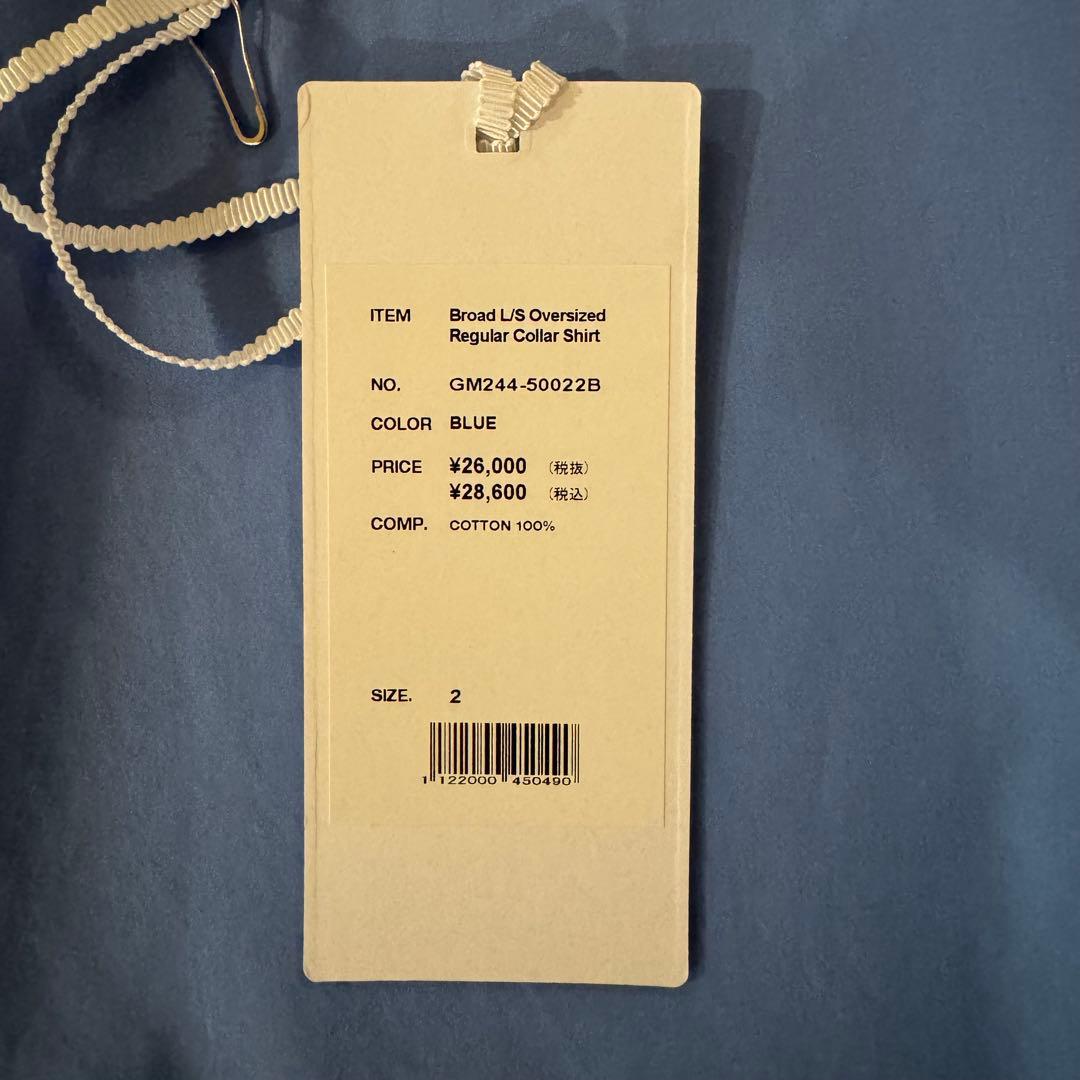 ITEM Broad L/S Oversized
Regular Collar Shirt
NO. GM244-50022B
COLOR BLUE
PRICE ¥26,000 (税抜)
¥28,600 (税込)
COMP. COTTON 100%
SIZE. 2
1 122000 450490